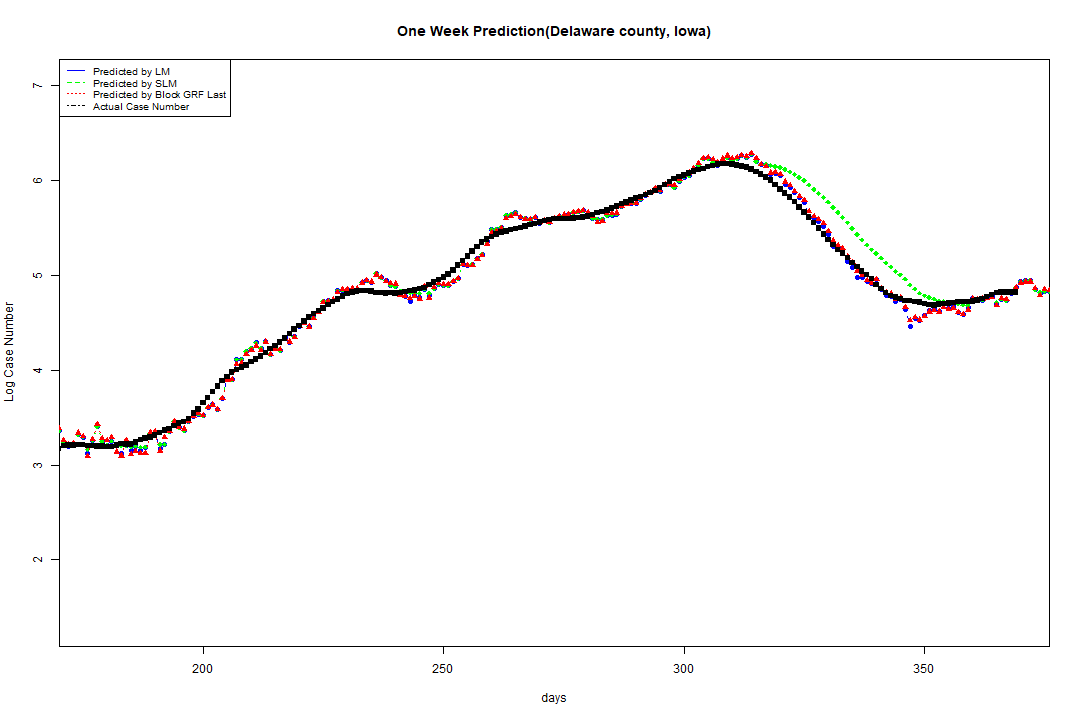 One Week Prediction(Delaware county, Iowa)
Predicted by LM
Predicted by SLM
Predicted by Block GRF Last
Actual Case Number
7
6
5
4
3
2
Log Case Number
200
250
300
350
days